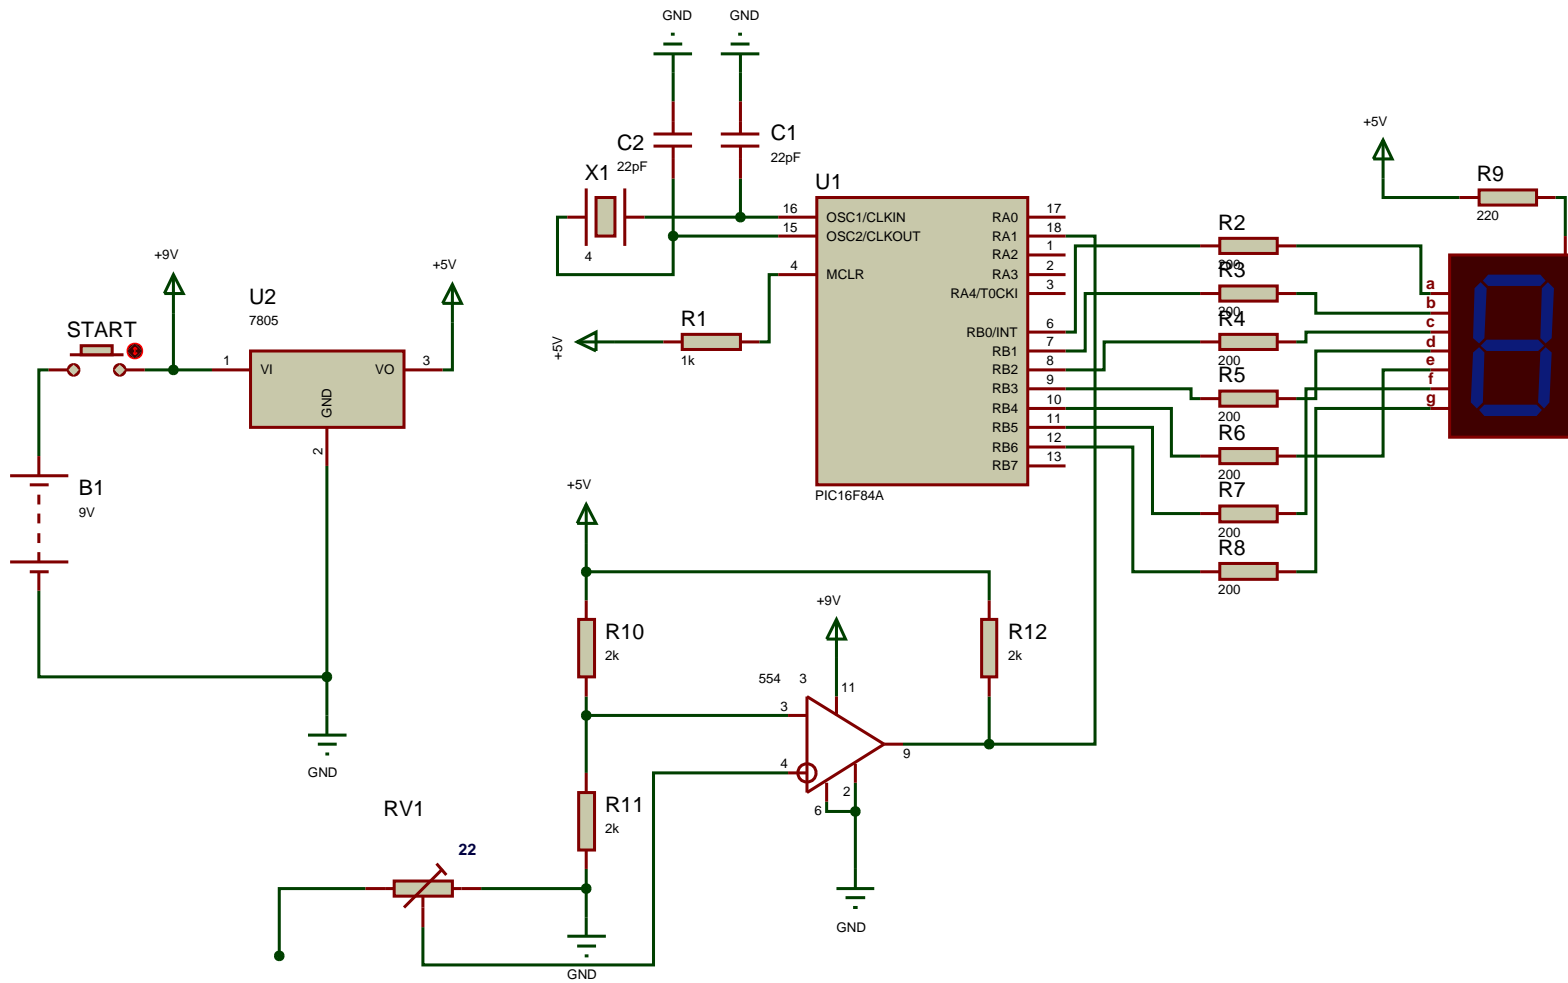 GND
GND
C2
22pF
C1
22pF
X1
4
U1
16
15
4
OSC1/CLKIN
OSC2/CLKOUT
MCLR
RA0
RA1
RA2
RA3
RA4/T0CKI
RB0/INT
RB1
RB2
RB3
RB4
RB5
RB6
RB7
17
18
1
2
3
6
7
8
9
10
11
12
13
PIC16F84A
+5V
R1
1k
+9V
START
U2
7805
1
VI
VO
3
GND
2
+5V
B1
9V
GND
R2
200
R3
200
R4
200
R5
200
R6
200
R7
200
R8
200
+5V
R9
220
a
b
c
d
e
f
g
+5V
R10
2k
R11
2k
R12
2k
+9V
554
3
11
3
4
9
6
2
GND
RV1
22
GND